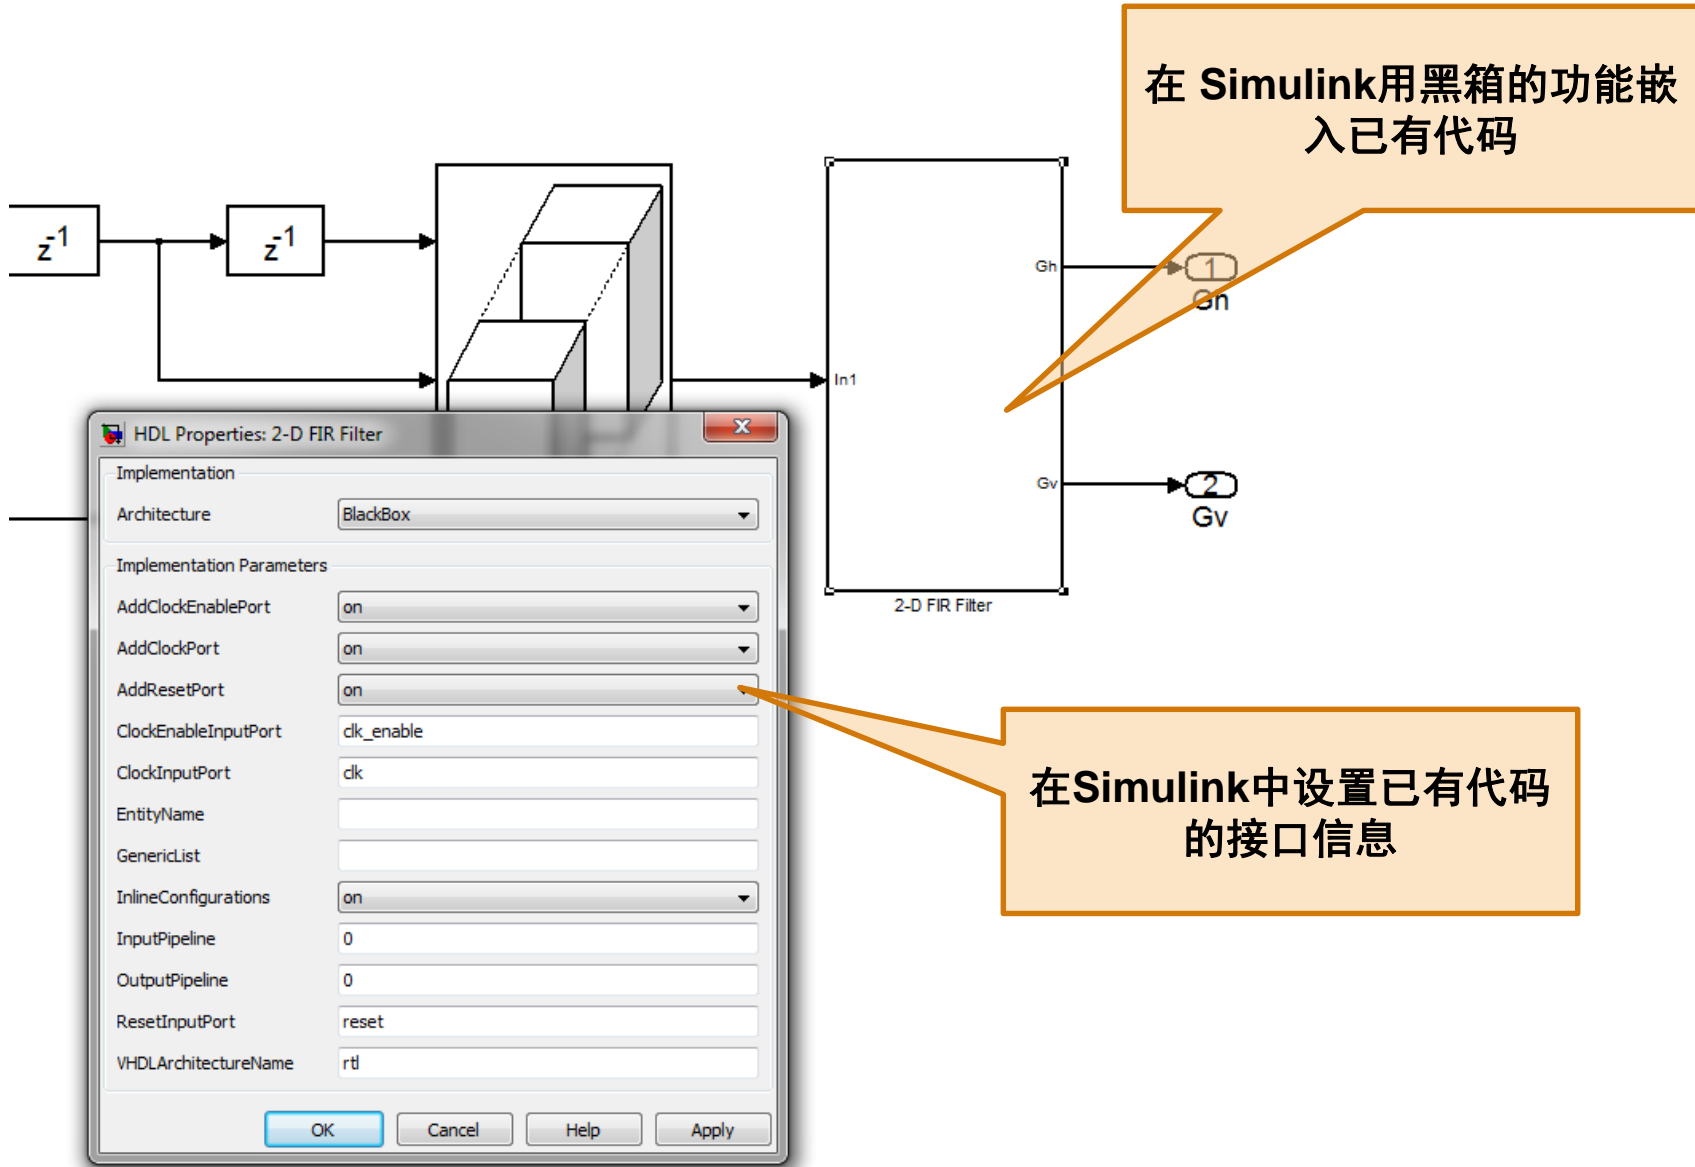 在 Simulink用黑箱的功能嵌
入已有代码
z-1
z-1
Gh
1
Gh
In1
Gv
2
Gv
2-D FIR Filter
HDL Properties: 2-D FIR Filter
Implementation
Architecture
BlackBox
Implementation Parameters
AddClockEnablePort
on
AddClockPort
on
AddResetPort
on
ClockEnableInputPort
clk_enable
ClockInputPort
clk
EntityName
GenericList
InlineConfigurations
on
InputPipeline
0
OutputPipeline
0
ResetInputPort
reset
VHDLArchitectureName
rtl
OK
Cancel
Help
Apply
在Simulink中设置已有代码
的接口信息